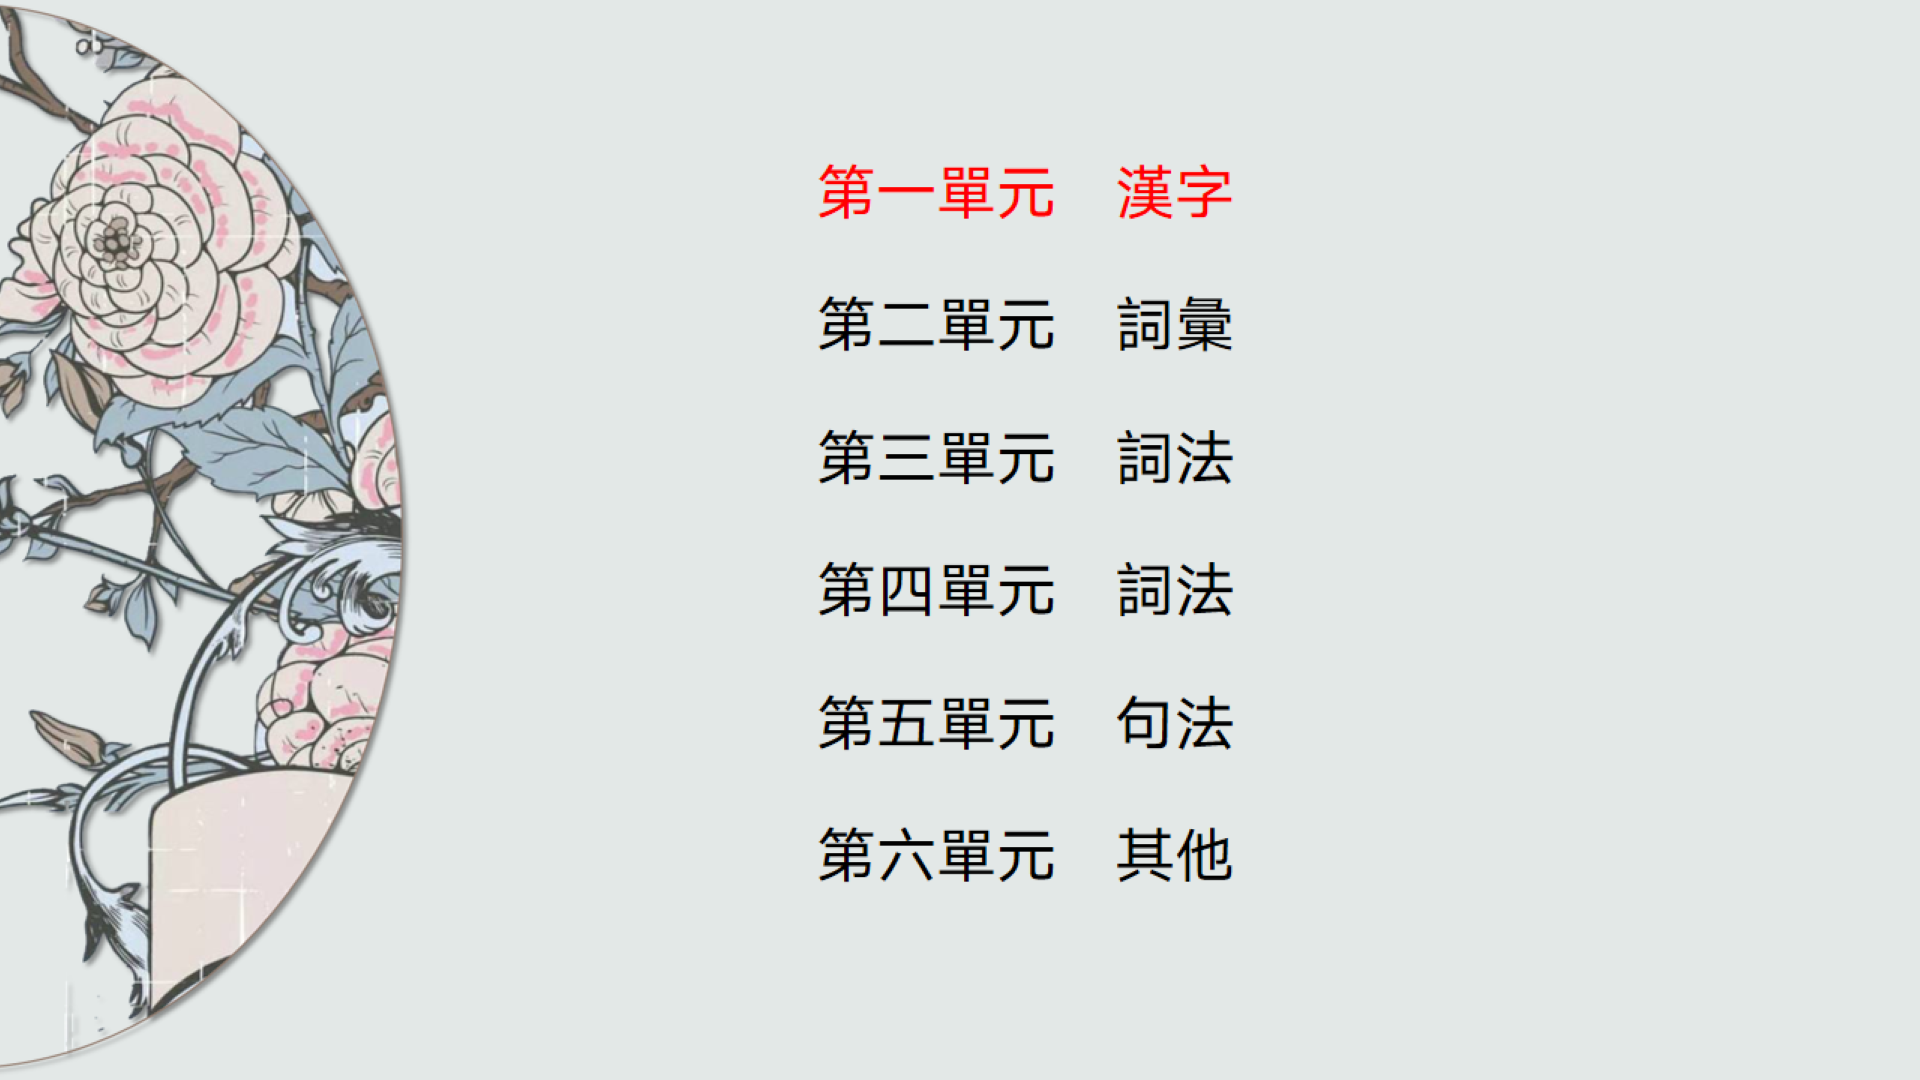 第一單元　漢字
第二單元　詞彙
第三單元　詞法
第四單元　詞法
第五單元　句法
第六單元　其他